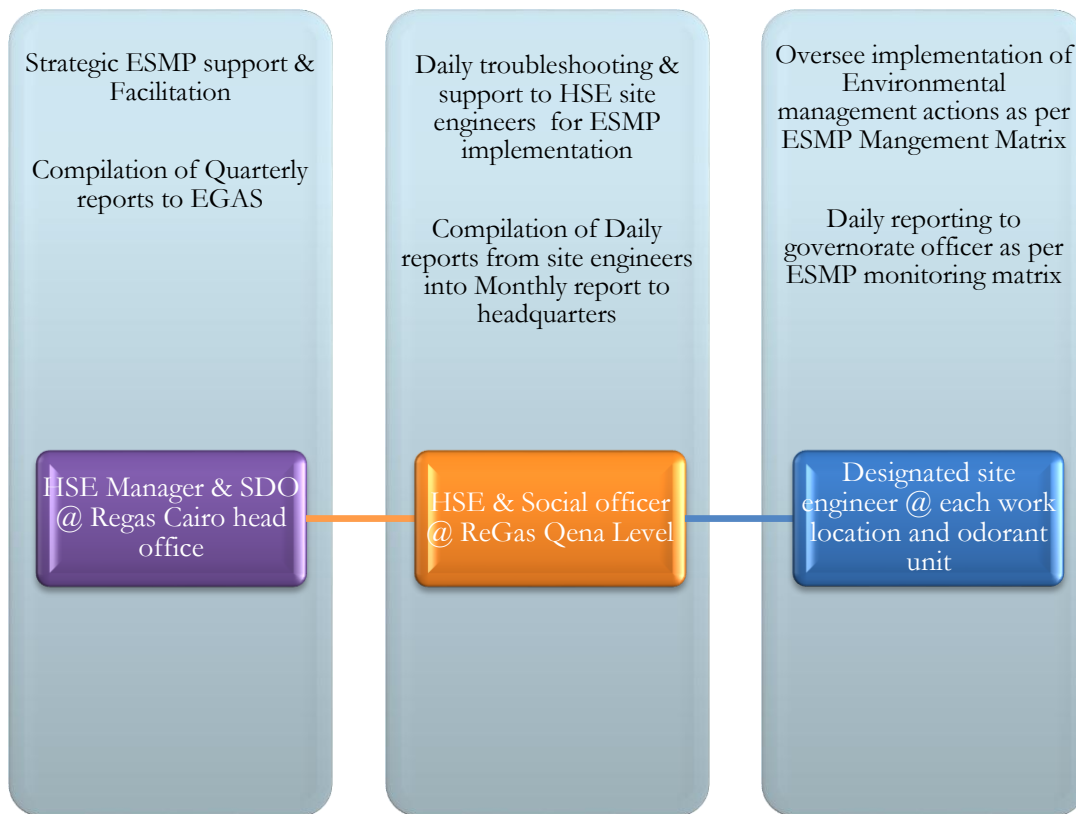 Strategic ESMP support &
Facilitation
Compilation of Quarterly
reports to EGAS
HSE Manager & SDO
@ Regas Cairo head
office
Daily troubleshooting &
support to HSE site
engineers for ESMP
implementation
Compilation of Daily
reports from site engineers
into Monthly report to
headquarters
HSE & Social officer
@ ReGas Qena Level
Oversee implementation of
Environmental
management actions as per
ESMP Mangement Matrix
Daily reporting to
governorate officer as per
ESMP monitoring matrix
Designated site
engineer @ each work
location and odorant
unit